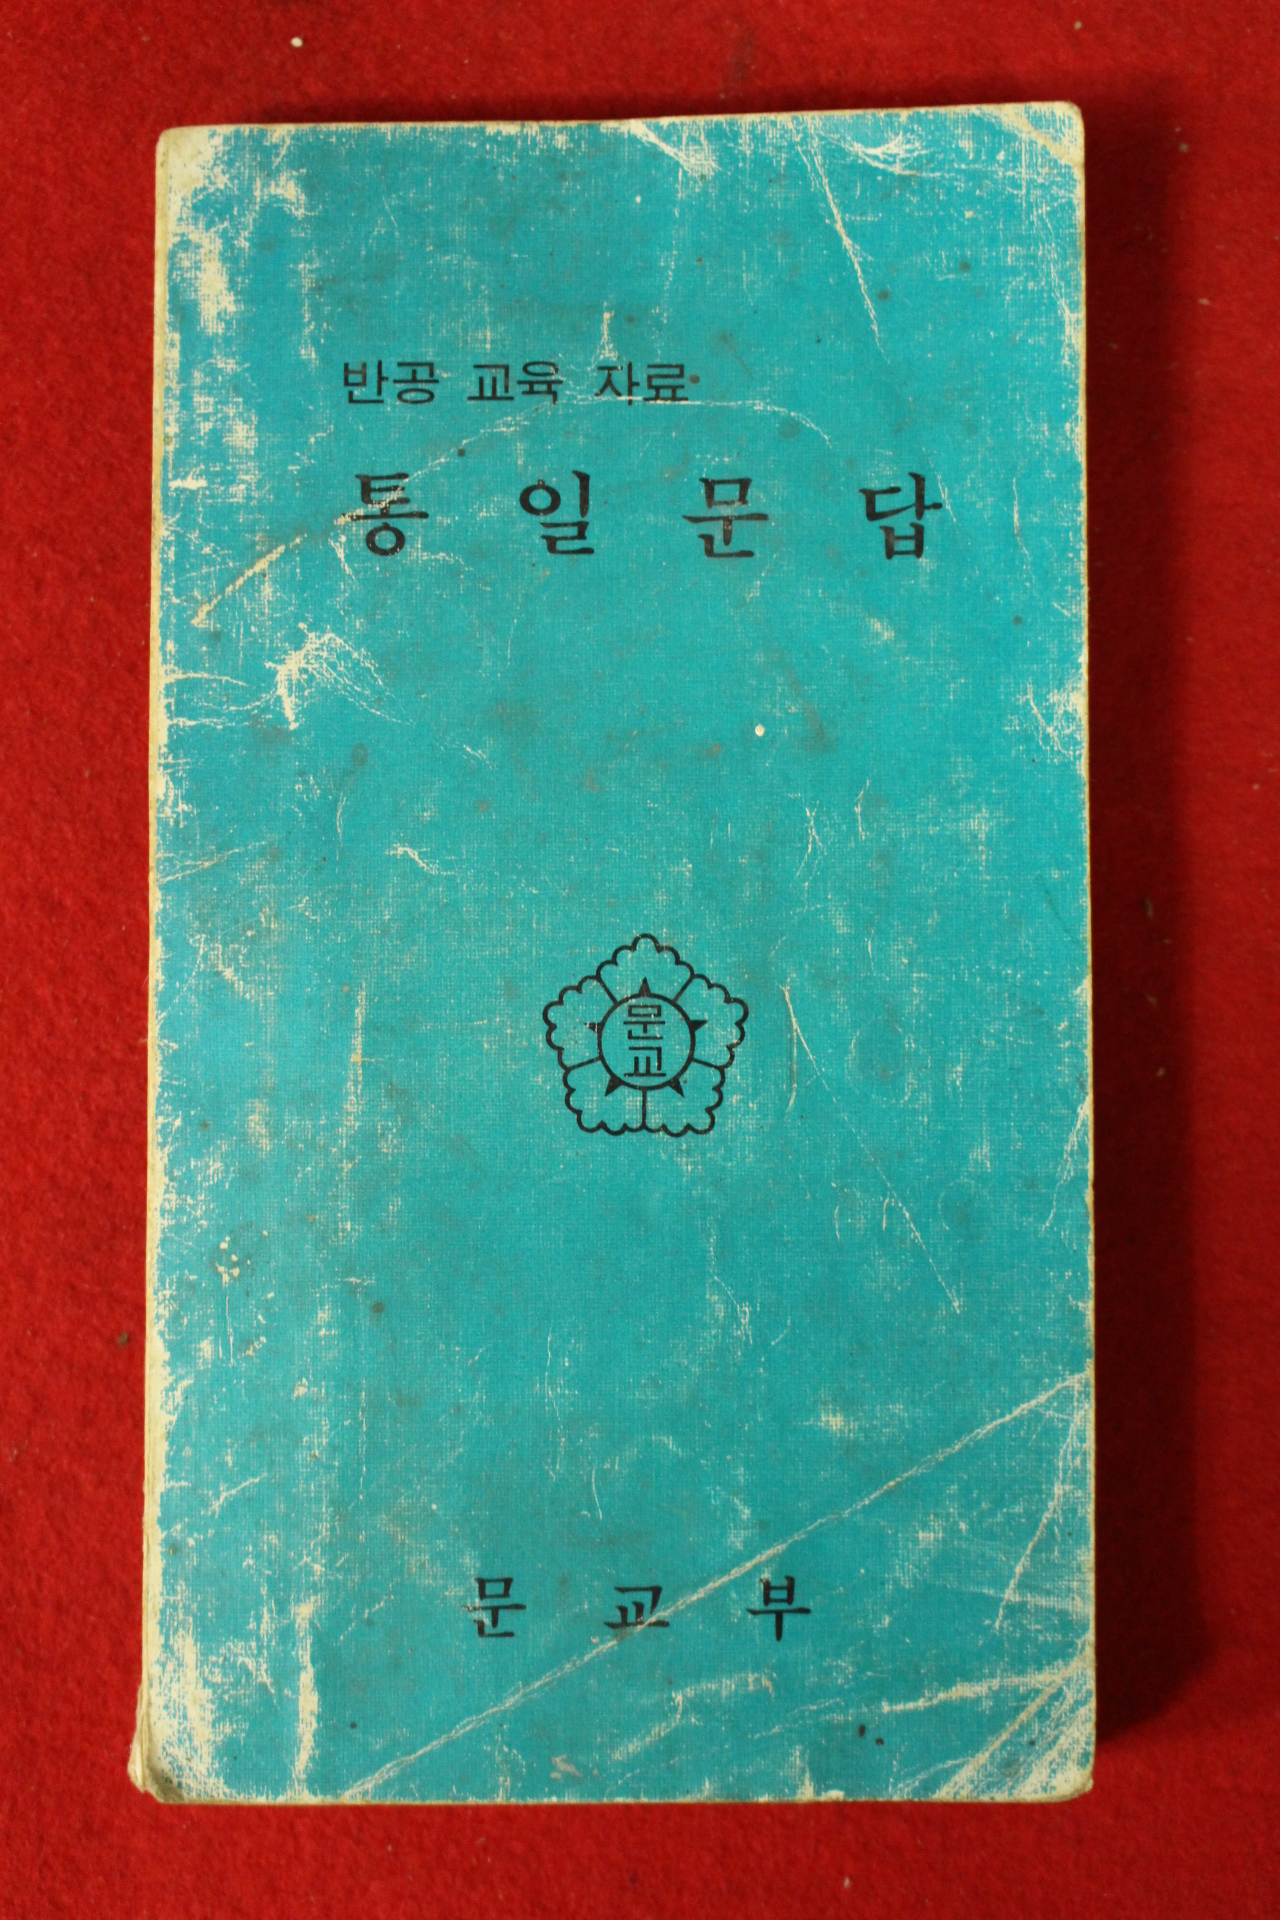 반공 교육 자료
통일문답
문
교
문교부